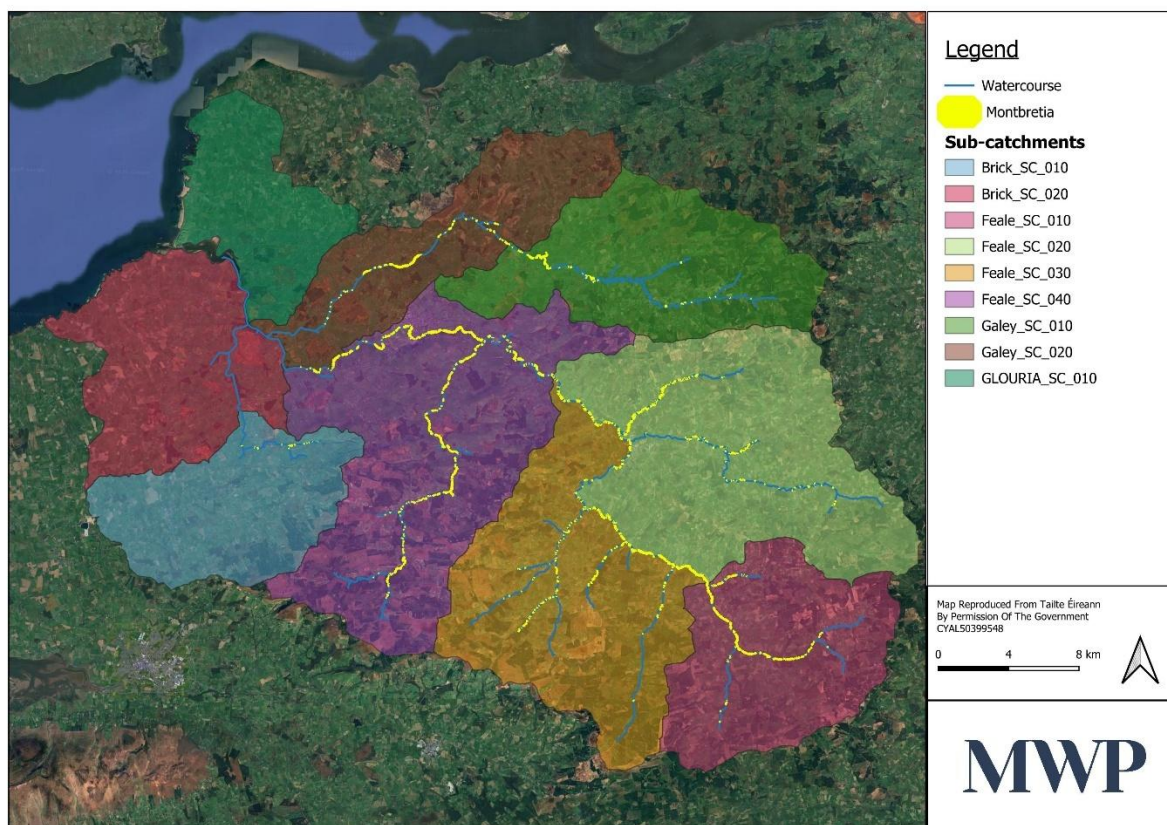 Legend
Watercourse
Montbretia
Sub-catchments
Brick_SC_010
Brick_SC_020
Feale_SC_010
Feale_SC_020
Feale_SC_030
Feale_SC_040
Galey_SC_010
Galey_SC_020
GLOURIA_SC_010
Map Reproduced From Tailte Éireann
By Permission Of The Government
CYAL50399548
0 4 8 km
MWP